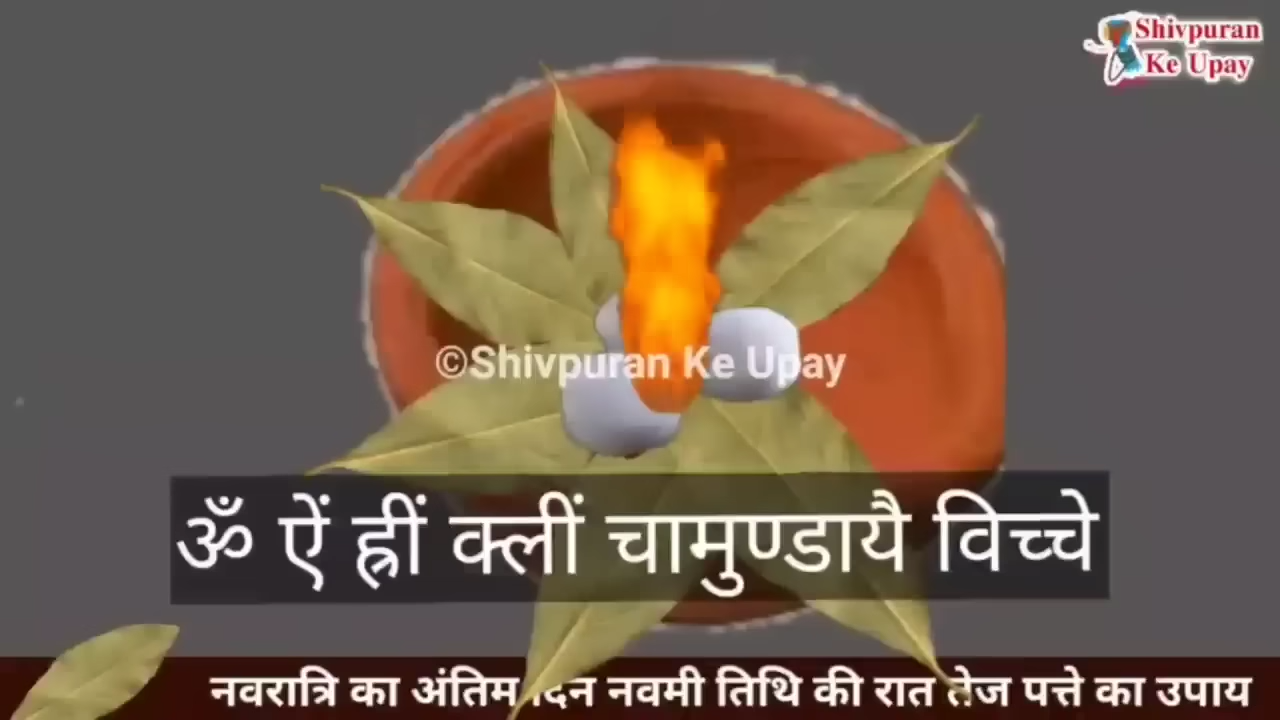 Shivpuran
Ke Upay
©Shivpuran Ke Upay
ॐ ऐं ह्रीं क्लीं चामुण्डायै विच्चे
नवरात्रि का अंतिम दिन नवमी तिथि की रात तेज पत्ते का उपाय